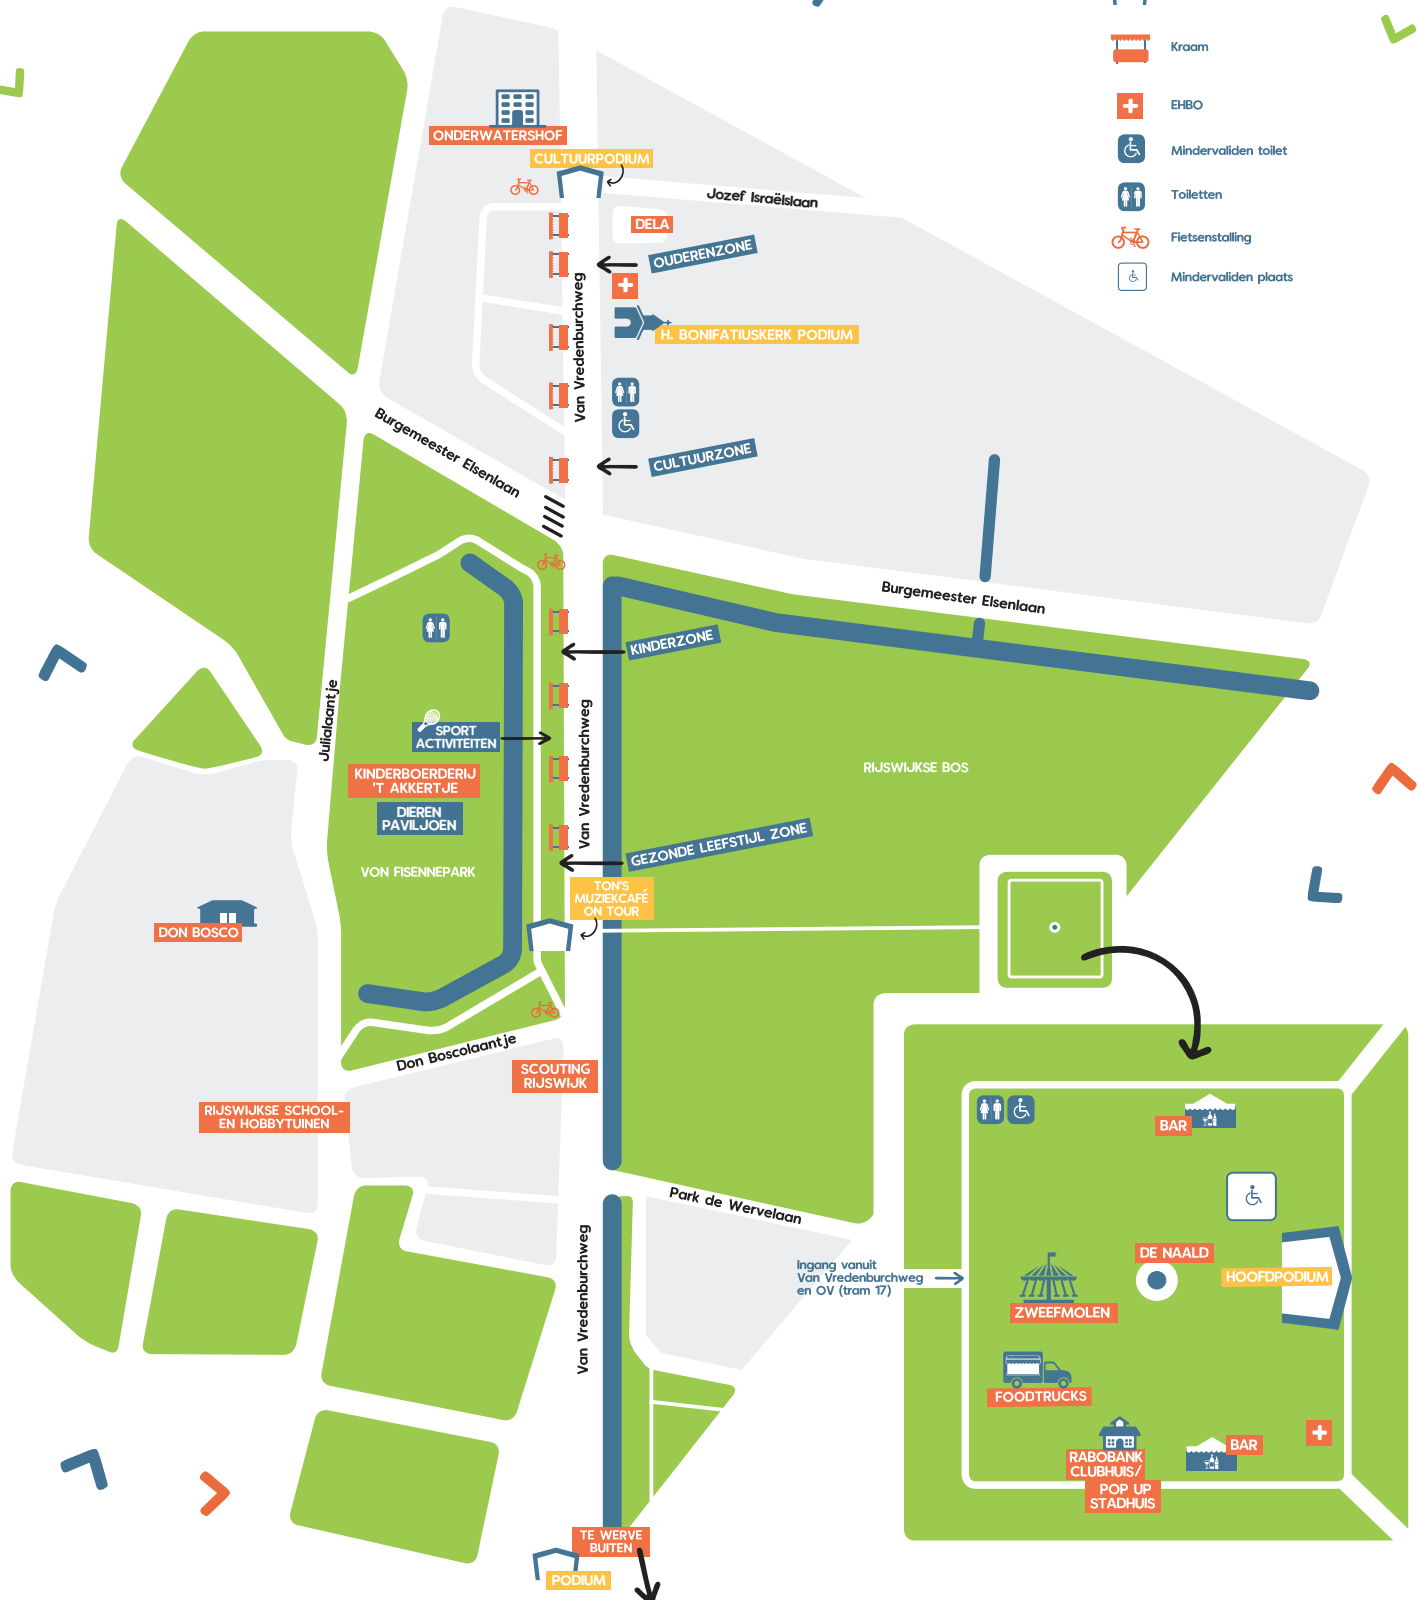 Kraam
EHBO
Mindervaliden toilet
Toiletten
Fietsenstalling
Mindervaliden plaats
ONDERWATERSHOF
CULTUURPODIUM
Jozef Israëlslaan
DELA
OUDERENZONE
Van Vredenburchweg
H. BONIFATIUSKERK PODIUM
Burgemeester Elsenlaan
CULTUURZONE
Burgemeester Elsenlaan
KINDERZONE
Julialaantje
SPORT
ACTIVITEITEN
Van Vredenburchweg
KINDERBOERDERIJ
'T AKKERTJE
DIEREN
PAVILJOEN
RIJSWIJKSE BOS
GEZONDE LEEFSTIJL ZONE
VON FISENNEPARK
TON'S
MUZIEKCAFÉ
ON TOUR
DON BOSCO
Don Boscolaantje
SCOUTING
RIJSWIJK
RIJSWIJKSE SCHOOL-
EN HOBBYTUINEN
BAR
Park de Wervelaan
Van Vredenburchweg
Ingang vanuit
Van Vredenburchweg
en OV (tram 17)
DE NAALD
HOOFDPODIUM
ZWEEFMOLEN
FOODTRUCKS
RABOBANK
CLUBHUIS/
POP UP
STADHUIS
BAR
TE WERVE
BUITEN
PODIUM